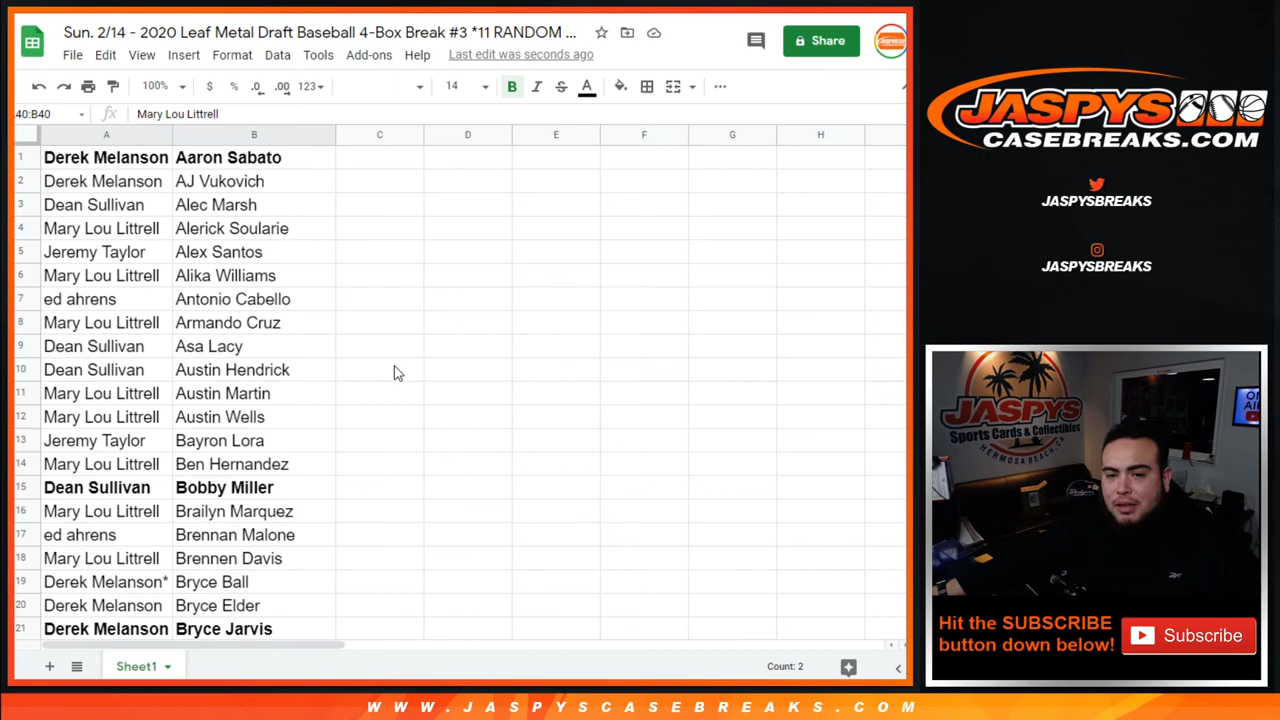 Sun. 2/14 - 2020 Leaf Metal Draft Baseball 4-Box Break #3 *11 RANDOM ...
File Edit View Insert Format Data Tools Add-ons Help Last edit was seconds ago
Share
100% $ % .0 .00 123 14 B I S A
40:B40 fx Mary Lou Littrell
A B C D E F G H
1 Derek Melanson Aaron Sabato
2 Derek Melanson AJ Vukovich
3 Dean Sullivan Alec Marsh
4 Mary Lou Littrell Alerick Soularie
5 Jeremy Taylor Alex Santos
6 Mary Lou Littrell Alika Williams
7 ed ahrens Antonio Cabello
8 Mary Lou Littrell Armando Cruz
9 Dean Sullivan Asa Lacy
10 Dean Sullivan Austin Hendrick
11 Mary Lou Littrell Austin Martin
12 Mary Lou Littrell Austin Wells
13 Jeremy Taylor Bayron Lora
14 Mary Lou Littrell Ben Hernandez
15 Dean Sullivan Bobby Miller
16 Mary Lou Littrell Brailyn Marquez
17 ed ahrens Brennan Malone
18 Mary Lou Littrell Brennen Davis
19 Derek Melanson* Bryce Ball
20 Derek Melanson Bryce Elder
21 Derek Melanson Bryce Jarvis
Sheet1 Count: 2
JASPYS
CASEBREAKS.COM
JASPYSBREAKS
JASPYSBREAKS
JASPYS
Sports Cards & Collectibles
HERMOSA BEACH, CA
Hit the SUBSCRIBE
button down below!
Subscribe
WWW.JASPYSCASEBREAKS.COM